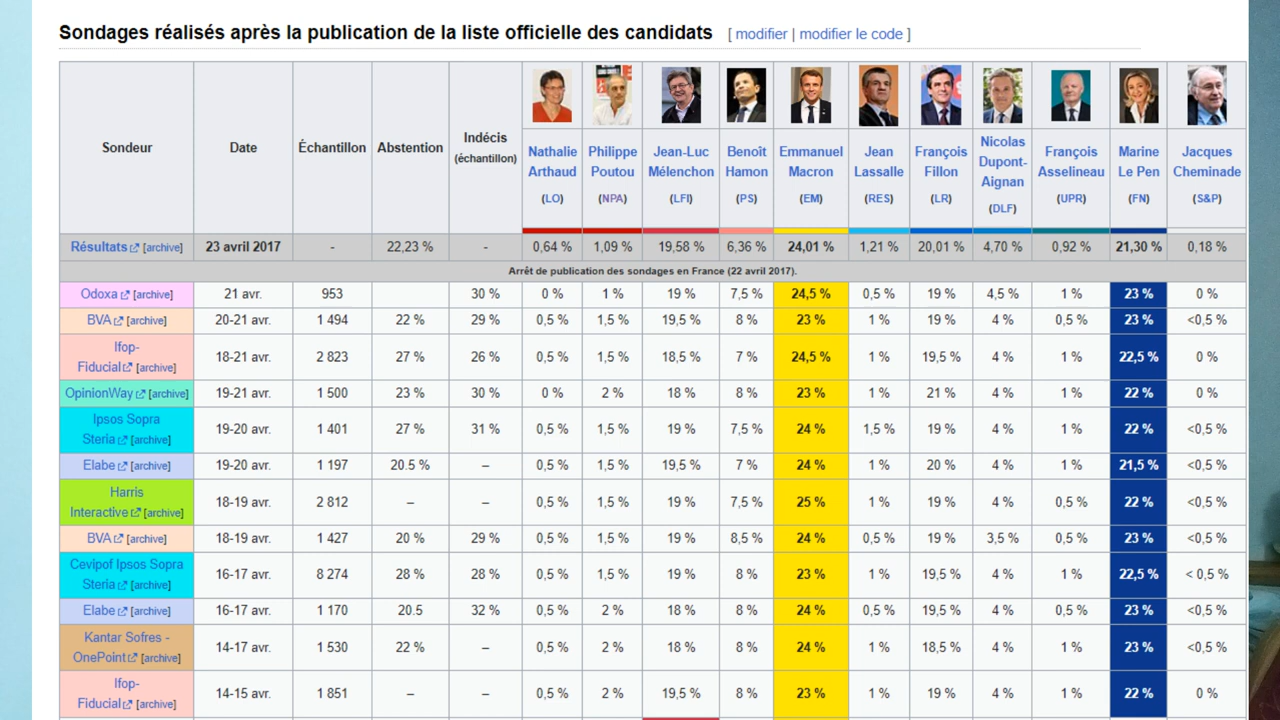 Sondages réalisés après la publication de la liste officielle des candidats [ modifier | modifier le code ]
Sondeur Date Échantillon Abstention Indécis (échantillon) Nathalie Arthaud (LO) Philippe Poutou (NPA) Jean-Luc Mélenchon (LFI) Benoît Hamon (PS) Emmanuel Macron (EM) Jean Lassalle (RES) François Fillon (LR) Nicolas Dupont-Aignan (DLF) François Asselineau (UPR) Marine Le Pen (FN) Jacques Cheminade (S&P)
Résultats [archive] 23 avril 2017 - 22,23 % - 0,64 % 1,09 % 19,58 % 6,36 % 24,01 % 1,21 % 20,01 % 4,70 % 0,92 % 21,30 % 0,18 %
Arrêt de publication des sondages en France (22 avril 2017).
Odoxa [archive] 21 avr. 953 30 % 0 % 1 % 19 % 7,5 % 24,5 % 0,5 % 19 % 4,5 % 1 % 23 % 0 %
BVA [archive] 20-21 avr. 1 494 22 % 29 % 0,5 % 1,5 % 19,5 % 8 % 23 % 1 % 19 % 4 % 0,5 % 23 % <0,5 %
Ifop-Fiducial [archive] 18-21 avr. 2 823 27 % 26 % 0,5 % 1,5 % 18,5 % 7 % 24,5 % 1 % 19,5 % 4 % 1 % 22,5 % 0 %
OpinionWay [archive] 19-21 avr. 1 500 23 % 30 % 0 % 2 % 18 % 8 % 23 % 1 % 21 % 4 % 1 % 22 % 0 %
Ipsos Sopra Steria [archive] 19-20 avr. 1 401 27 % 31 % 0,5 % 1,5 % 19 % 7,5 % 24 % 1,5 % 19 % 4 % 1 % 22 % <0,5 %
Elabe [archive] 19-20 avr. 1 197 20.5 % – 0,5 % 1,5 % 19,5 % 7 % 24 % 1 % 20 % 4 % 1 % 21,5 % <0,5 %
Harris Interactive [archive] 18-19 avr. 2 812 – – 0,5 % 1,5 % 19 % 7,5 % 25 % 1 % 19 % 4 % 0,5 % 22 % <0,5 %
BVA [archive] 18-19 avr. 1 427 20 % 29 % 0,5 % 1,5 % 19 % 8,5 % 24 % 0,5 % 19 % 3,5 % 0,5 % 23 % <0,5 %
Cevipof Ipsos Sopra Steria [archive] 16-17 avr. 8 274 28 % 28 % 0,5 % 1,5 % 19 % 8 % 23 % 1 % 19,5 % 4 % 1 % 22,5 % < 0,5 %
Elabe [archive] 16-17 avr. 1 170 20.5 32 % 0,5 % 2 % 18 % 8 % 24 % 0,5 % 19,5 % 4 % 0,5 % 23 % <0,5 %
Kantar Sofres - OnePoint [archive] 14-17 avr. 1 530 22 % – 0,5 % 2 % 18 % 8 % 24 % 1 % 18,5 % 4 % 1 % 23 % <0,5 %
Ifop-Fiducial [archive] 14-15 avr. 1 851 – – 0,5 % 2 % 19,5 % 8 % 23 % 1 % 19 % 4 % 1 % 22 % 0 %